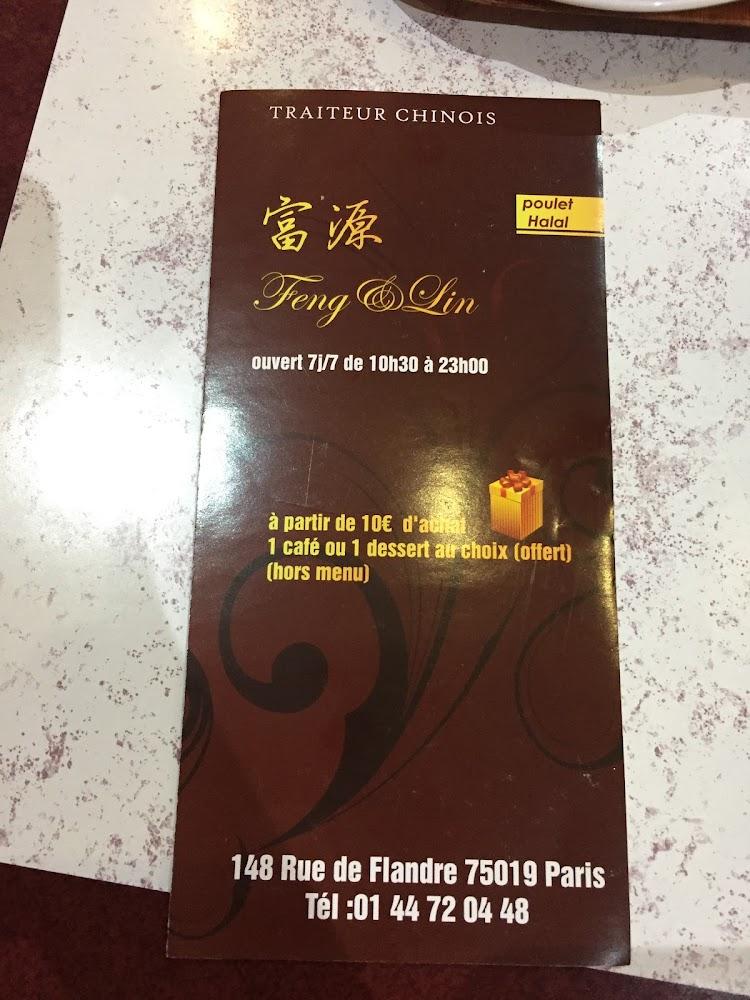 TRAITEUR CHINOIS
富源
poulet
Halal
Feng & Lin
ouvert 7j/7 de 10h30 à 23h00
à partir de 10€ d'achat
1 café ou 1 dessert au choix (offert)
(hors menu)
148 Rue de Flandre 75019 Paris
Tél :01 44 72 04 48